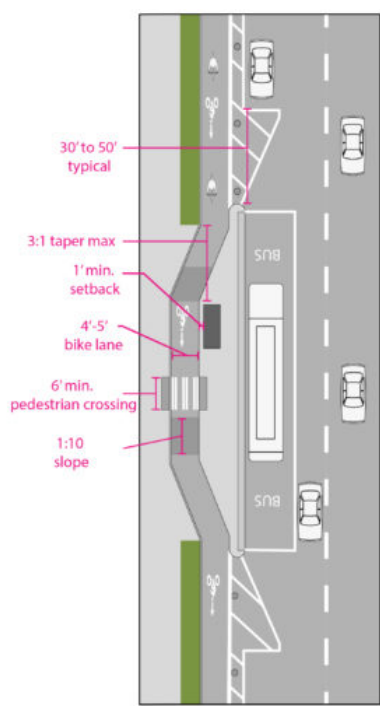 30' to 50'
typical
3:1 taper max
1' min.
setback
4'-5'
bike lane
6' min.
pedestrian crossing
1:10
slope
BUS
BUS